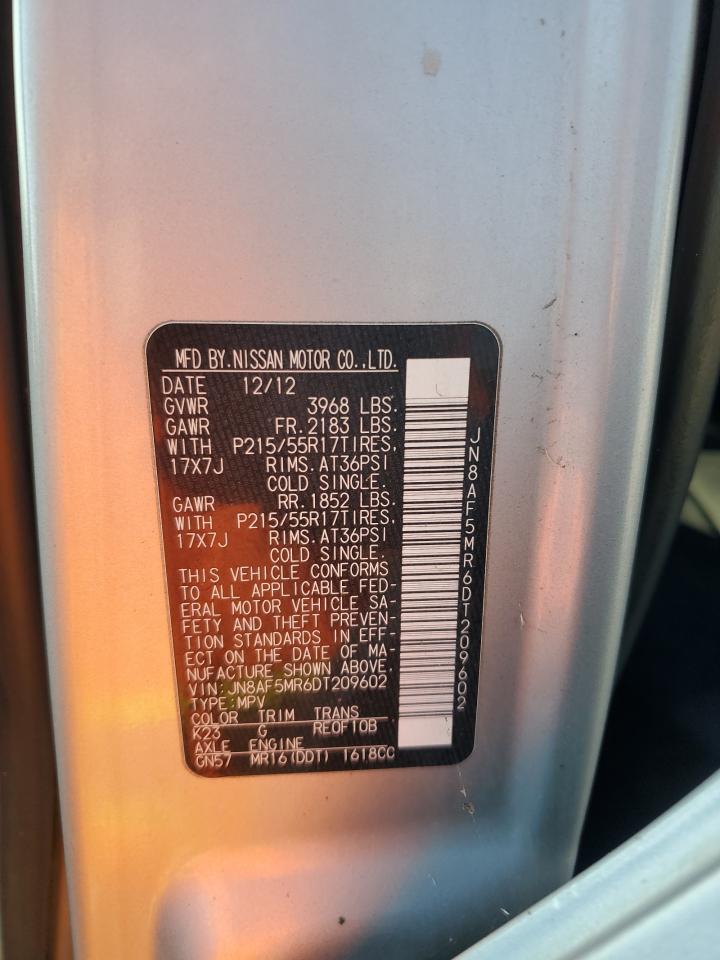 MFD BY.NISSAN MOTOR CO.,LTD.
DATE 12/12
GVWR 3968 LBS.
GAWR FR.2183 LBS.
WITH P215/55R17TIRES,
17X7J RIMS.AT36PSI
COLD SINGLE.
GAWR RR.1852 LBS.
WITH P215/55R17TIRES,
17X7J RIMS.AT36PSI
COLD SINGLE.
THIS VEHICLE CONFORMS
TO ALL APPLICABLE FED-
ERAL MOTOR VEHICLE SA-
FETY AND THEFT PREVEN-
TION STANDARDS IN EFF-
ECT ON THE DATE OF MA-
NUFACTURE SHOWN ABOVE.
VIN:JN8AF5MR6DT209602
TYPE:MPV
COLOR TRIM TRANS
K23 G RE0F10B
AXLE ENGINE
GN57 MR16(DDT) 1618CC
JN8AF5MR6DT209602